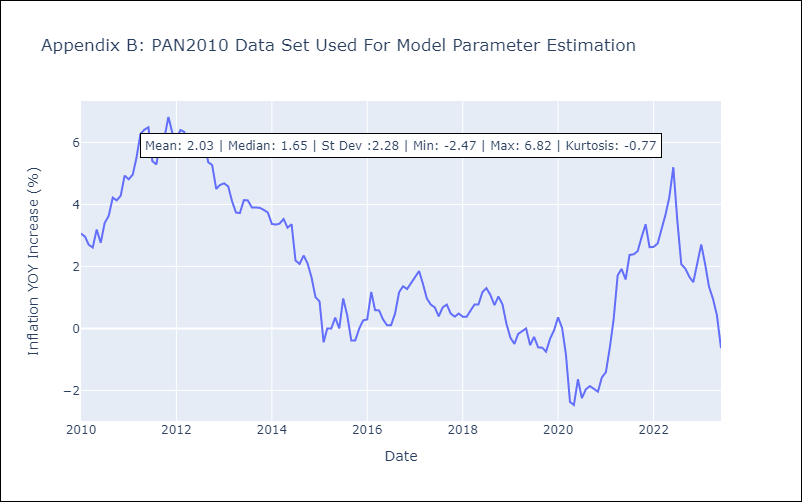 Appendix B: PAN2010 Data Set Used For Model Parameter Estimation
Mean: 2.03 | Median: 1.65 | St Dev :2.28 | Min: -2.47 | Max: 6.82 | Kurtosis: -0.77
Inflation YOY Increase (%)
6
4
2
0
−2
2010 2012 2014 2016 2018 2020 2022
Date